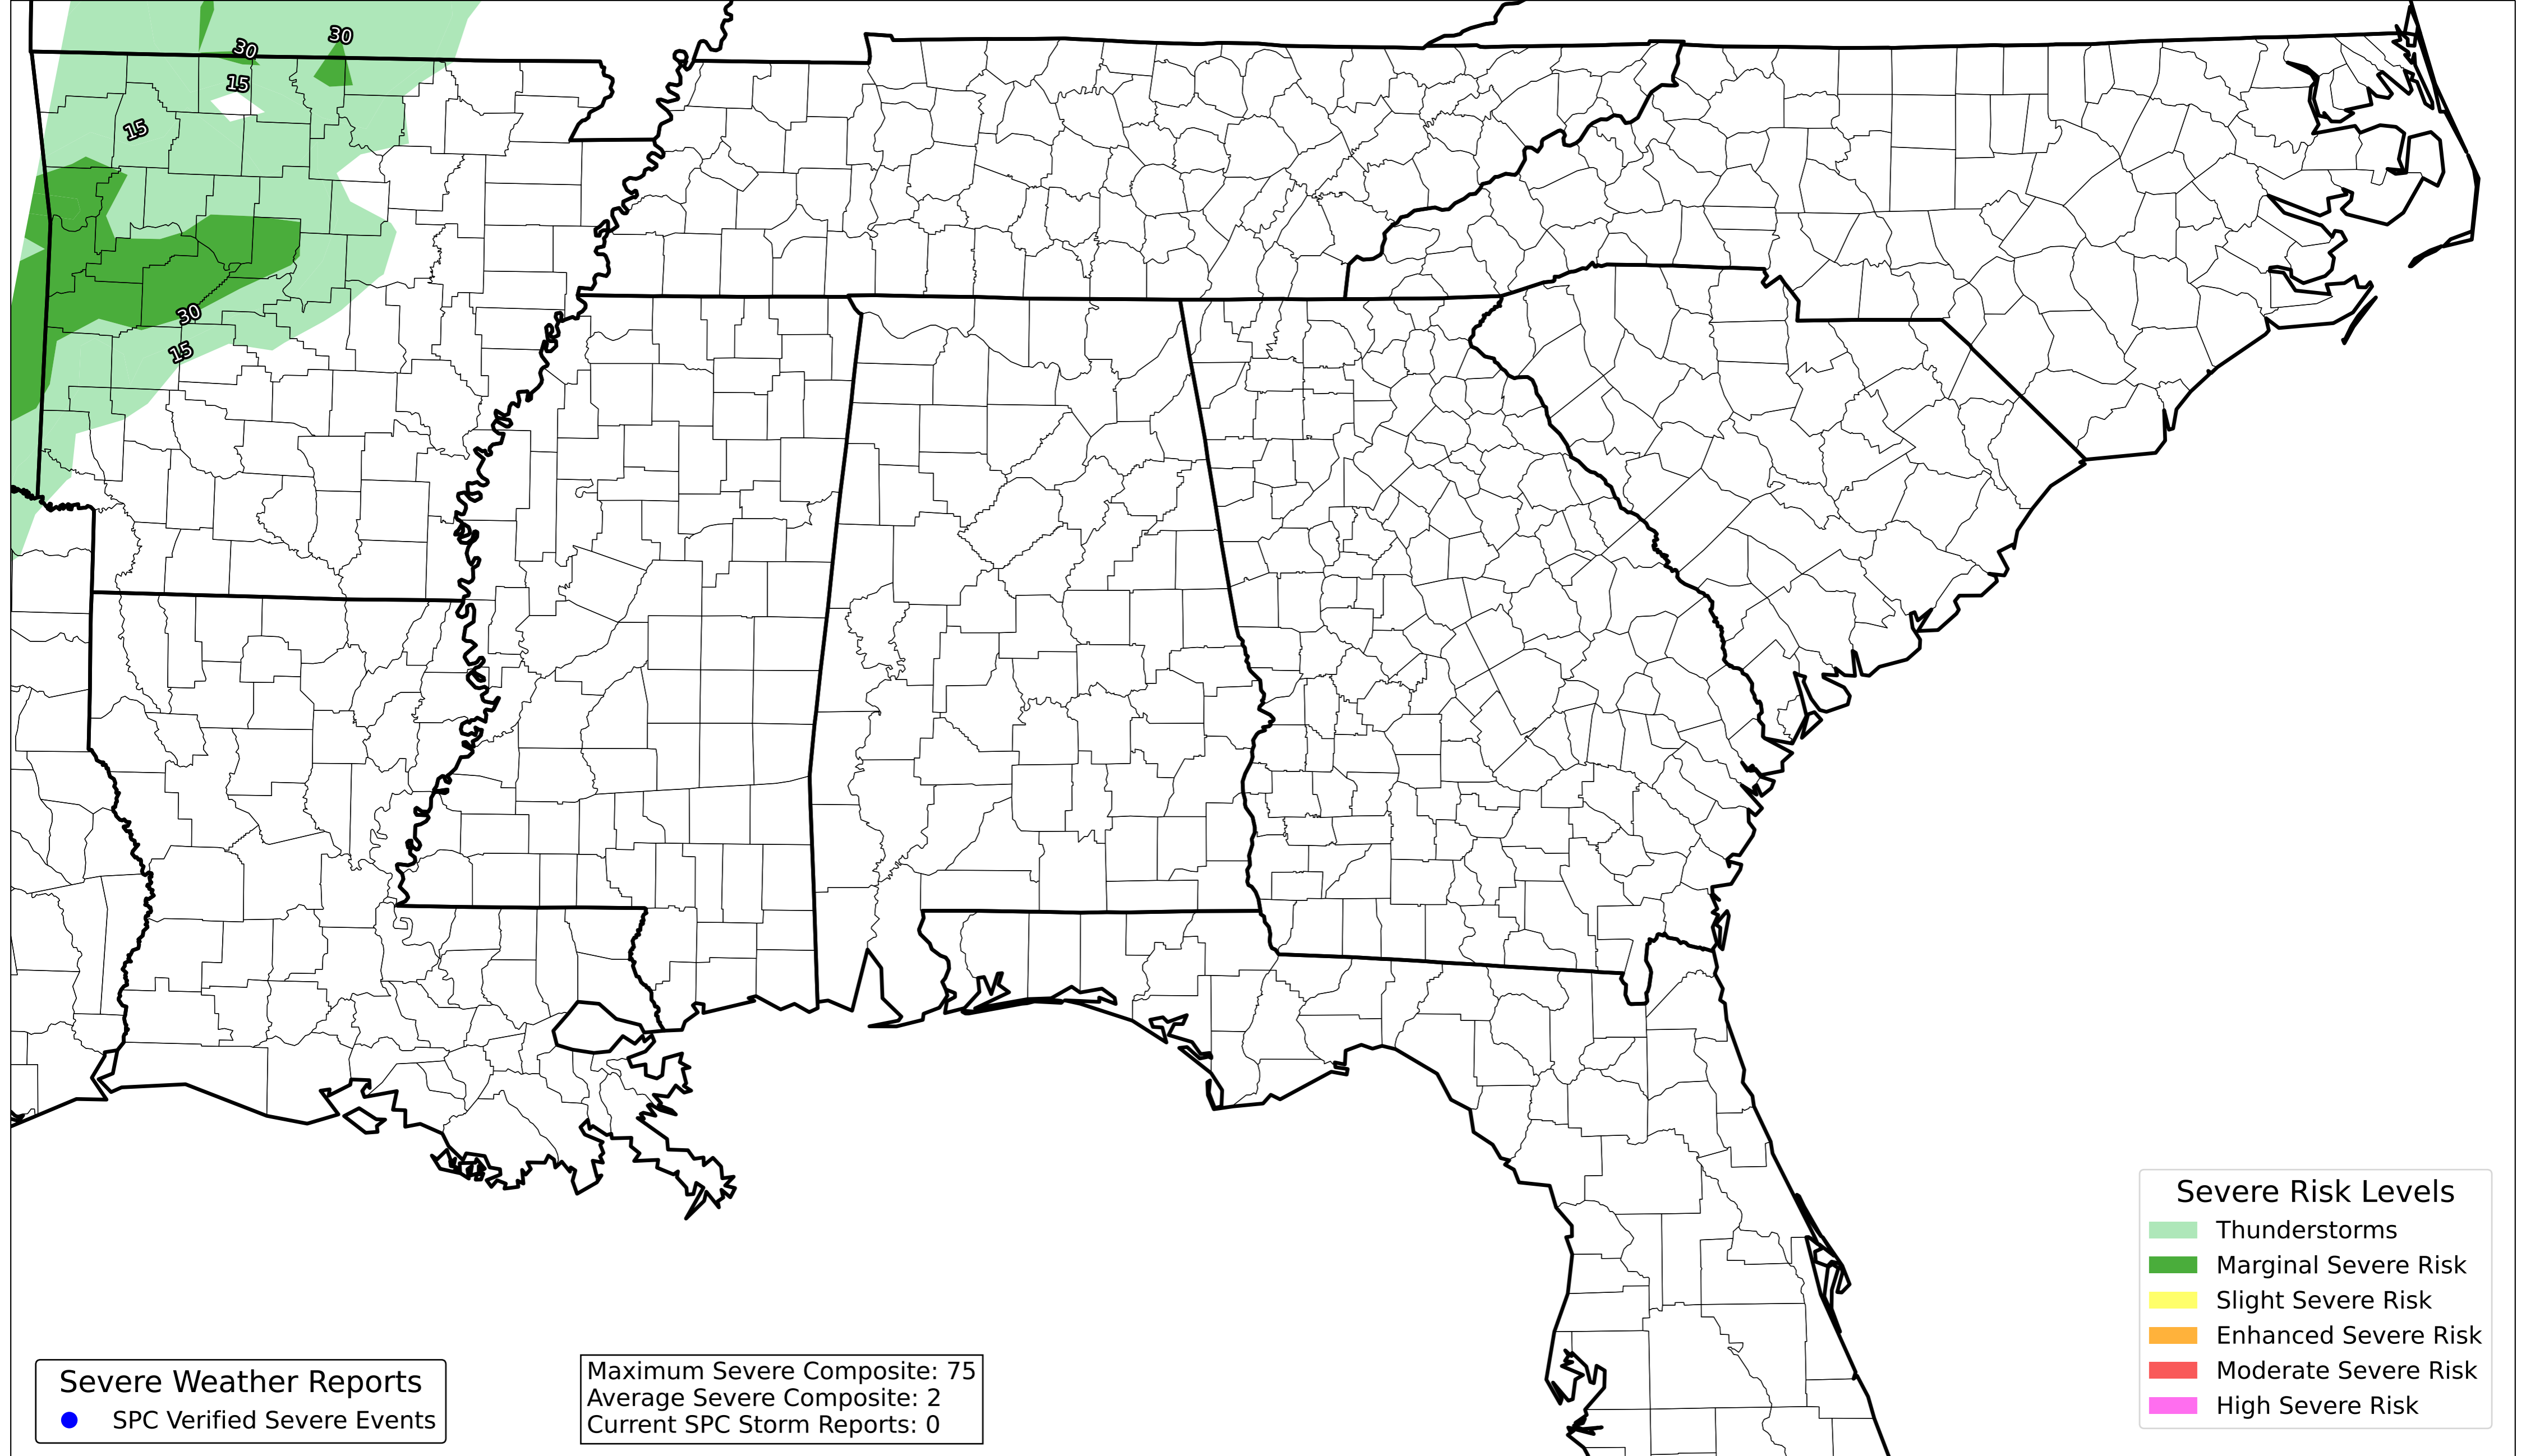 30
30
15
15
30
15
Severe Risk Levels
Thunderstorms
Marginal Severe Risk
Slight Severe Risk
Enhanced Severe Risk
Moderate Severe Risk
High Severe Risk
Severe Weather Reports
SPC Verified Severe Events
Maximum Severe Composite: 75
Average Severe Composite: 2
Current SPC Storm Reports: 0